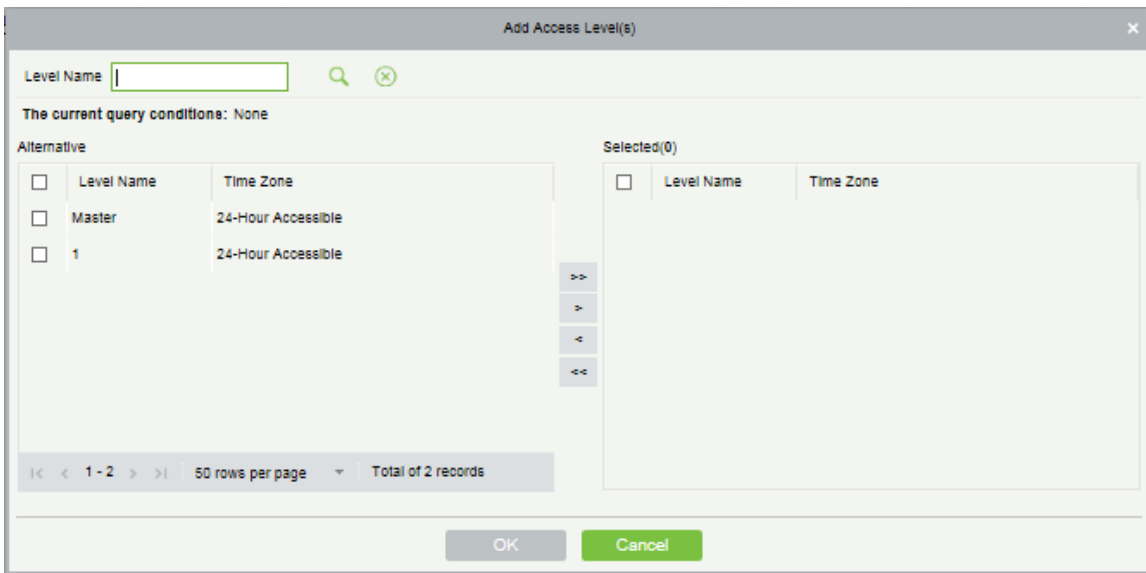 Add Access Level(s)
Level Name
The current query conditions: None
Alternative
Level Name Time Zone
Master 24-Hour Accessible
1 24-Hour Accessible
1 - 2 50 rows per page Total of 2 records
>>
>
<
<<
Selected(0)
Level Name Time Zone
OK Cancel